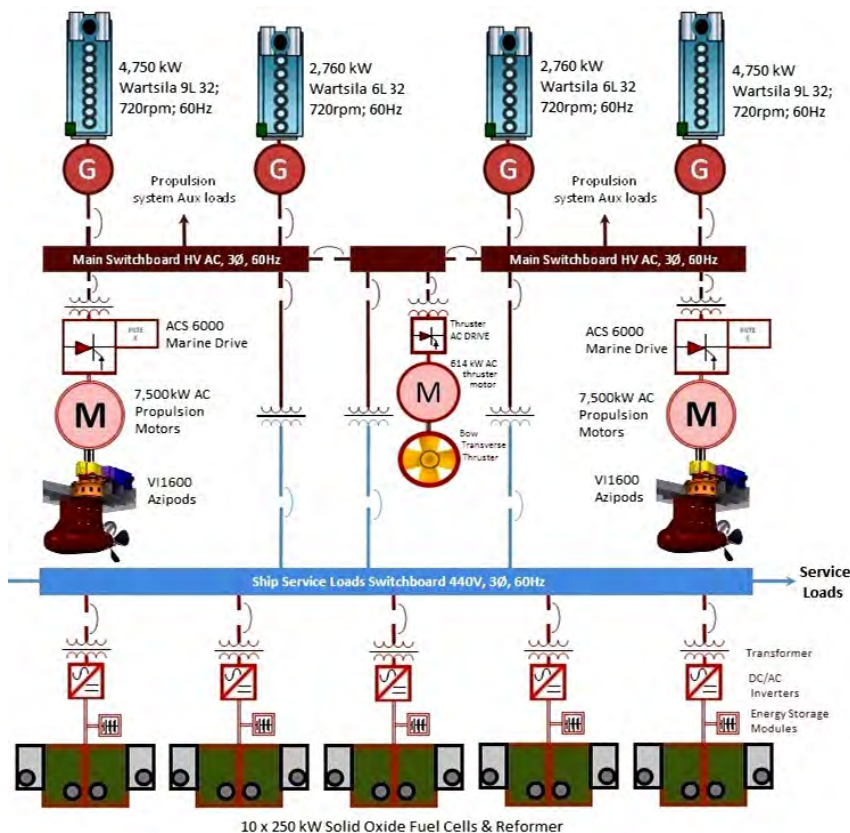 4,750 kW
Wartsila 9L 32;
720rpm; 60Hz
2,760 kW
Wartsila 6L 32
720rpm; 60Hz
2,760 kW
Wartsila 6L 32
720rpm; 60Hz
4,750 kW
Wartsila 9L 32;
720rpm; 60Hz
G
G
G
G
Propulsion
system Aux loads
Propulsion
system Aux loads
Main Switchboard HV AC, 3Ø, 60Hz
Main Switchboard HV AC, 3Ø, 60Hz
ACS 6000
Marine Drive
Thruster
AC DRIVE
ACS 6000
Marine Drive
614 kW AC
thruster
motor
M
7,500kW AC
Propulsion
Motors
M
7,500kW AC
Propulsion
Motors
M
Bow
Transverse
Thruster
VI1600
Azipods
VI1600
Azipods
Ship Service Loads Switchboard 440V, 3Ø, 60Hz
Service
Loads
Transformer
DC/AC
Inverters
Energy Storage
Modules
10 x 250 kW Solid Oxide Fuel Cells & Reformer